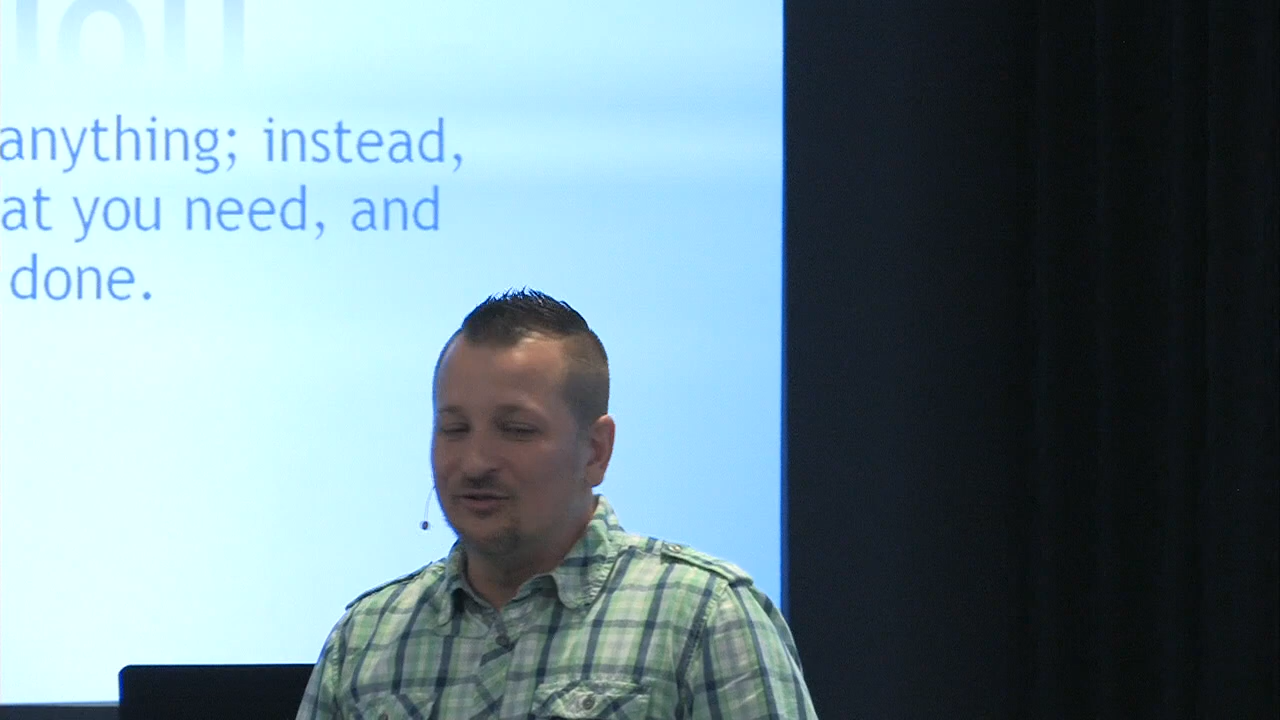 anything; instead,
at you need, and
done.